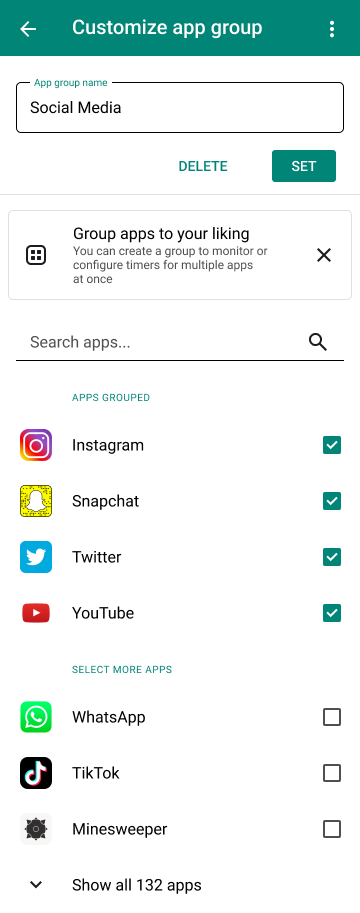 Customize app group
App group name
Social Media
DELETE
SET
Group apps to your liking
You can create a group to monitor or
configure timers for multiple apps
at once
Search apps...
APPS GROUPED
Instagram
Snapchat
Twitter
YouTube
SELECT MORE APPS
WhatsApp
TikTok
Minesweeper
Show all 132 apps